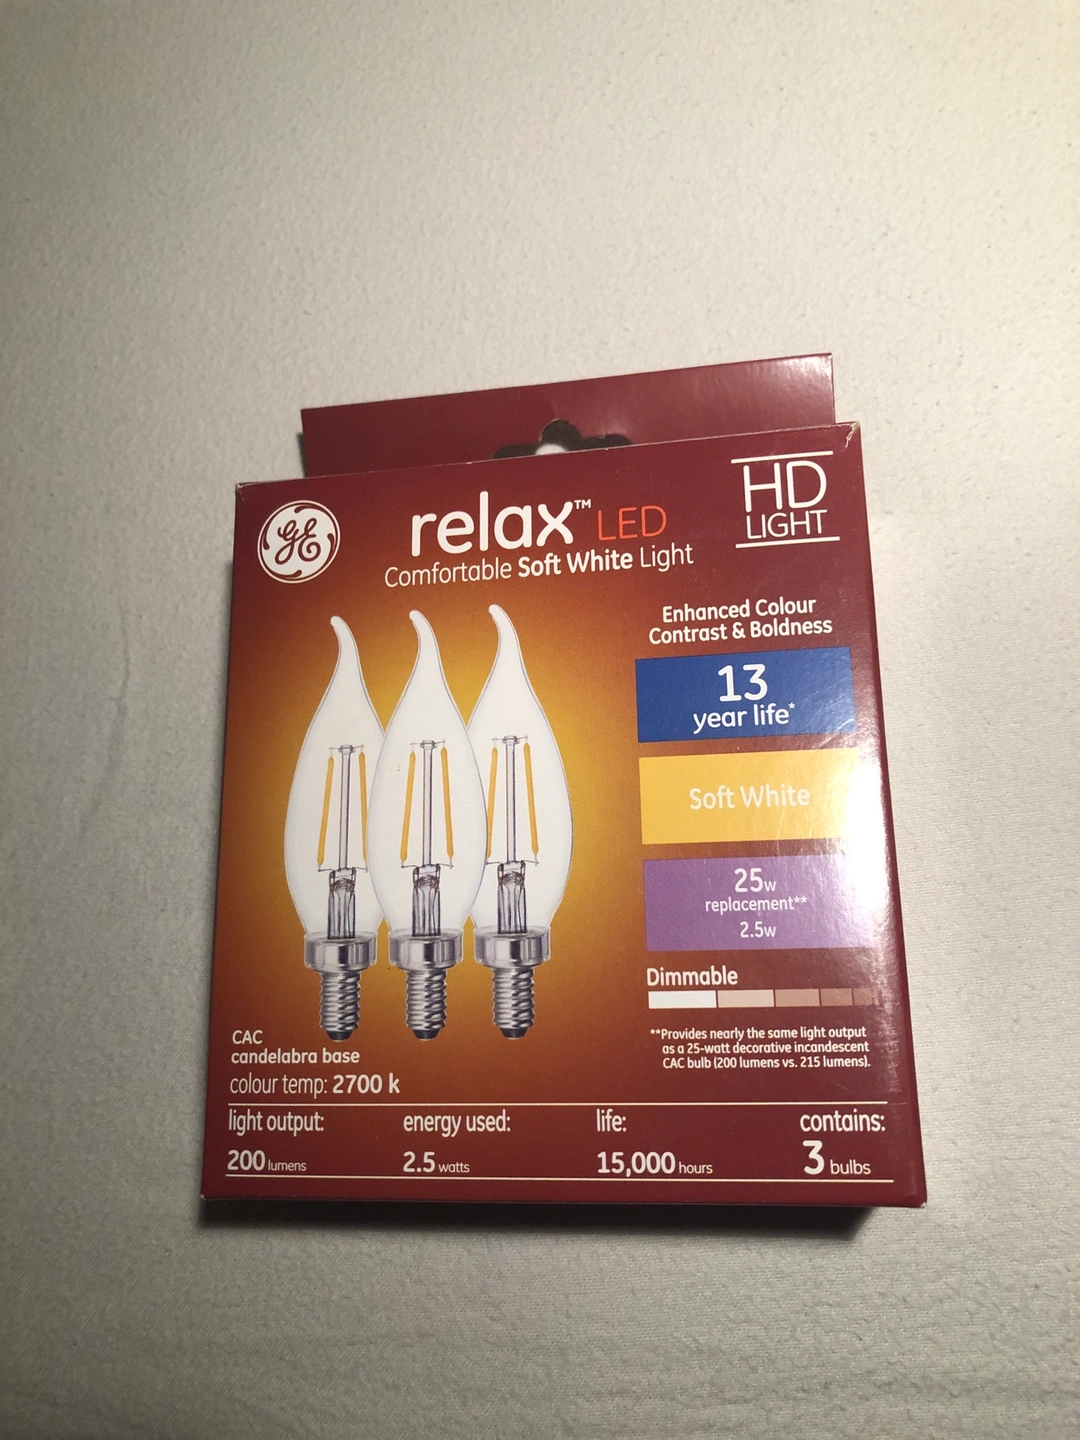 GE
relax™ LED
Comfortable Soft White Light
HD
LIGHT
Enhanced Colour
Contrast & Boldness
13
year life*
Soft White
25w
replacement**
2.5w
Dimmable
**Provides nearly the same light output
as a 25-watt decorative incandescent
CAC bulb (200 lumens vs. 215 lumens).
CAC
candelabra base
colour temp: 2700 k
light output:
200 lumens
energy used:
2.5 watts
life:
15,000 hours
contains:
3 bulbs